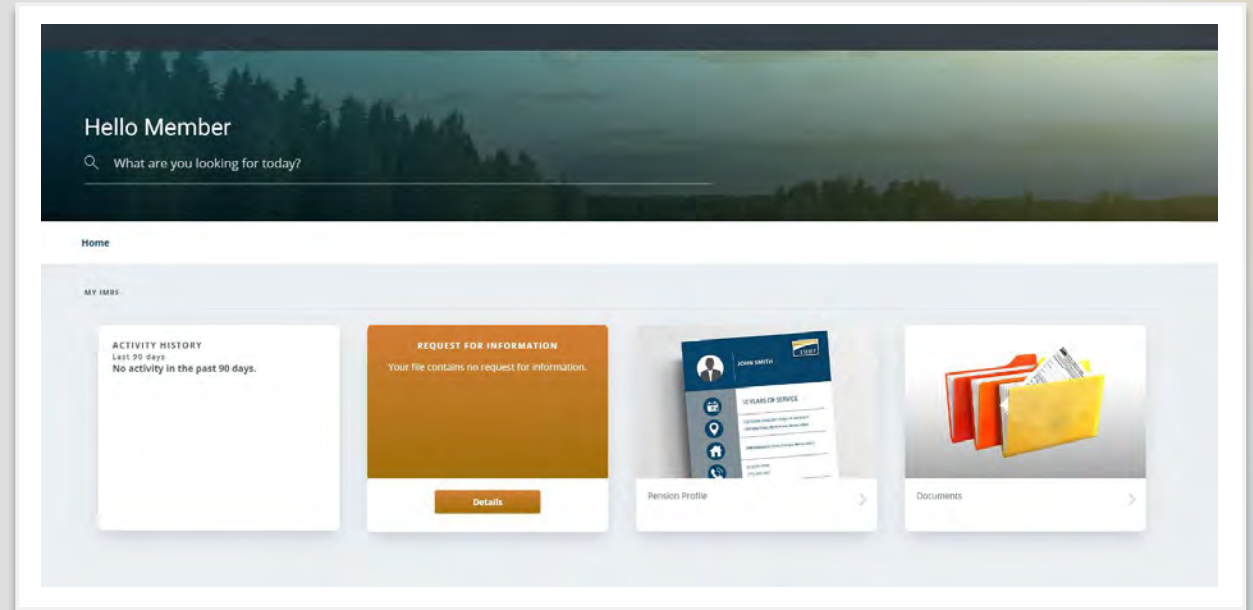 Hello Member
What are you looking for today?
Home
MY IMRF
ACTIVITY HISTORY
Last 90 days
No activity in the past 90 days.
REQUEST FOR INFORMATION
Your file contains no request for information.
Details
JOHN SMITH
IMRF
YEARS OF SERVICE
Pension Profile
Documents